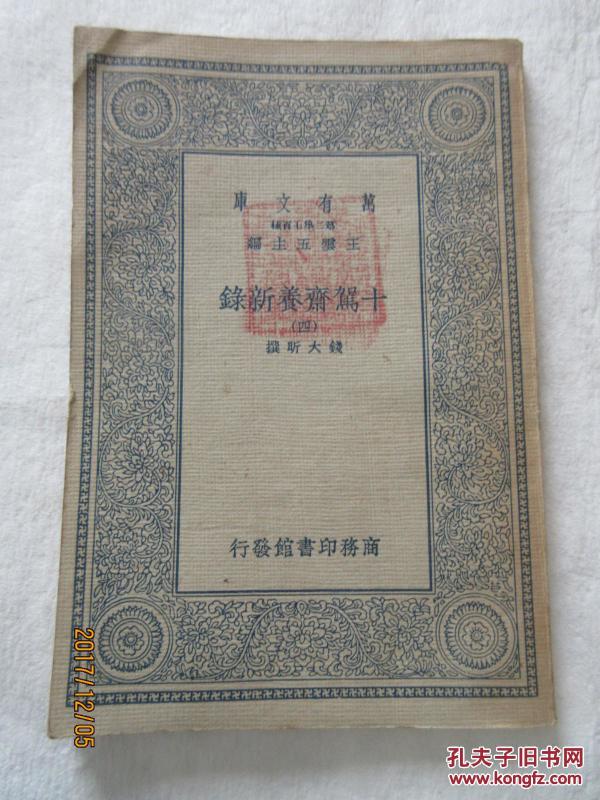 萬有文庫
第二集七百種
王雲五主編
十駕齋養新錄
(四)
錢大昕撰
商務印書館發行
2017/12/05
孔夫子旧书网
www.kongfz.com